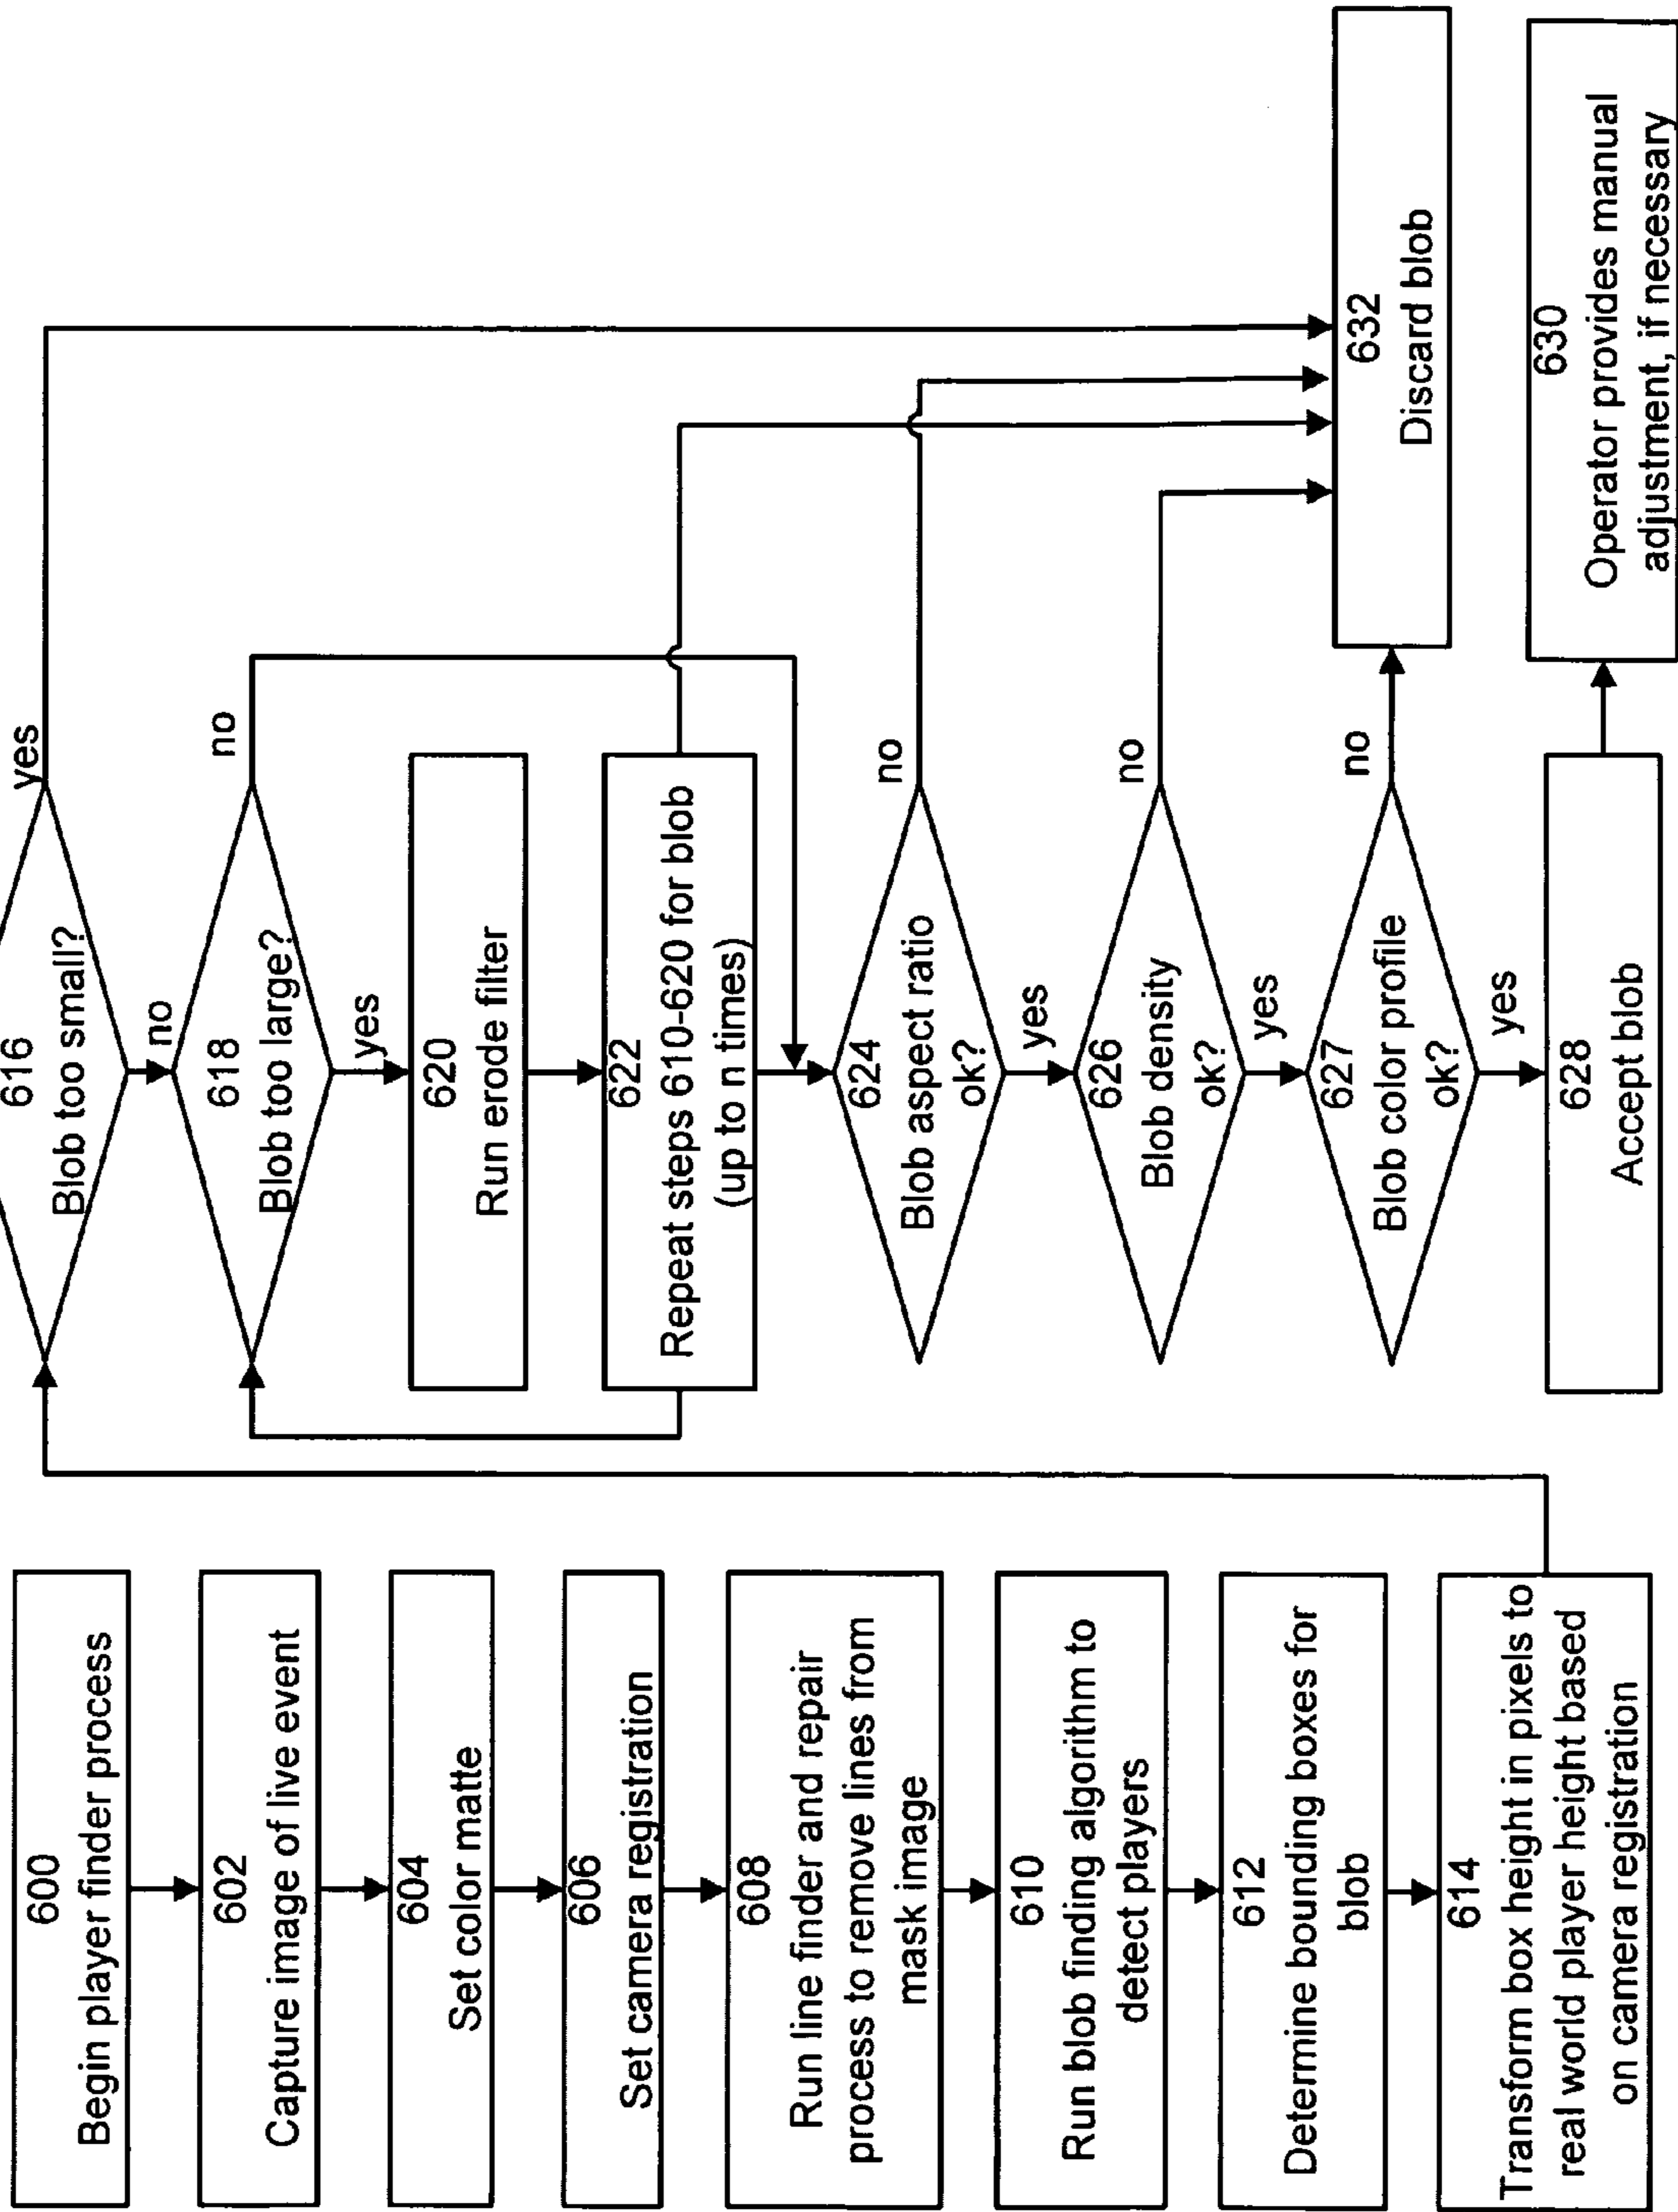 600
Begin player finder process
602
Capture image of live event
604
Set color matte
606
Set camera registration
608
Run line finder and repair
process to remove lines from
mask image
610
Run blob finding algorithm to
detect players
612
Determine bounding boxes for
blob
614
Transform box height in pixels to
real world player height based
on camera registration
616
Blob too small?
yes
no
618
Blob too large?
no
yes
620
Run erode filter
622
Repeat steps 610-620 for blob
(up to n times)
624
Blob aspect ratio
ok?
no
yes
626
Blob density
ok?
no
yes
627
Blob color profile
ok?
no
yes
628
Accept blob
632
Discard blob
630
Operator provides manual
adjustment, if necessary